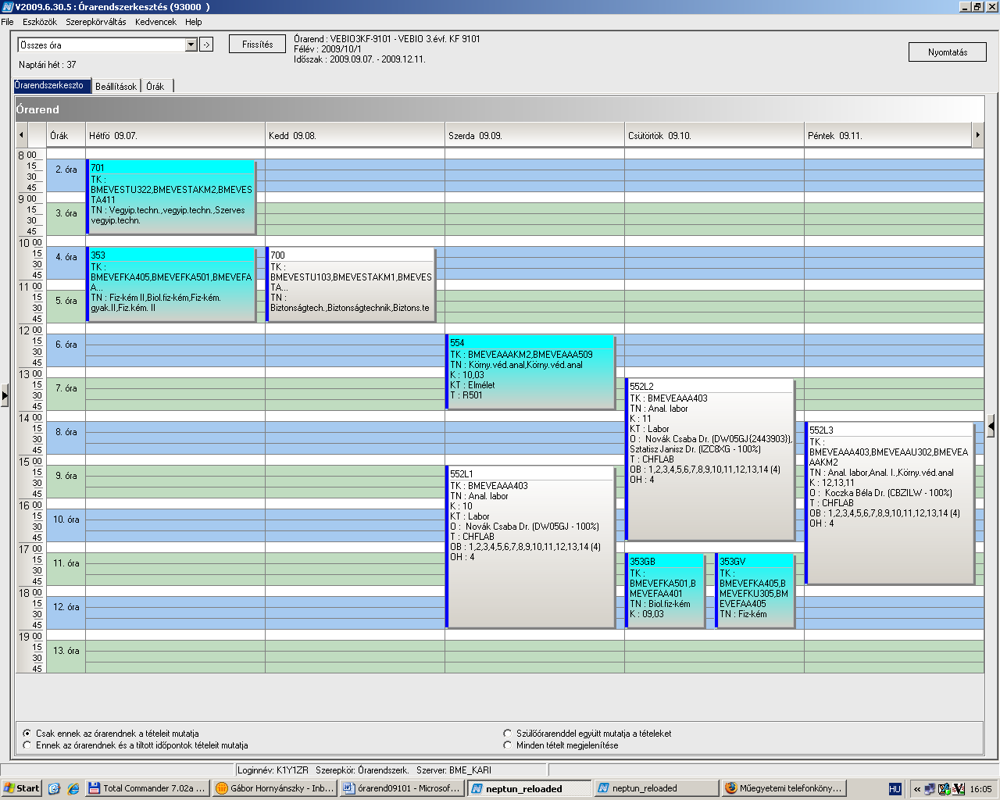 V2009.6.30.5 : Órarendszerkesztés (93000 )
File Eszközök Szerepkörváltás Kedvencek Help
Összes óra
->
Frissítés
Órarend : VEBIO3KF-9101 - VEBIO 3.évf. KF 9101
Félév : 2009/10/1
Időszak : 2009.09.07. - 2009.12.11.
Nyomtatás
Naptári hét : 37
Órarendszerkeszto Beállítások Órák
Órarend
Órák Hétfő 09.07. Kedd 09.08. Szerda 09.09. Csütörtök 09.10. Péntek 09.11.
8 00
15
30
45
9 00
15
30
45
10 00
15
30
45
11 00
15
30
45
12 00
15
30
45
13 00
15
30
45
14 00
15
30
45
15 00
15
30
45
16 00
15
30
45
17 00
15
30
45
18 00
15
30
45
19 00
15
30
45
2. óra
3. óra
4. óra
5. óra
6. óra
7. óra
8. óra
9. óra
10. óra
11. óra
12. óra
13. óra
701
TK :
BMEVESTU322,BMEVESTAKM2,BMEVES
TA411
TN : Vegyip.techn.,vegyip.techn.,Szerves
vegyip.techn.
353
TK :
BMEVEFKA405,BMEVEFKA501,BMEVEFA
A...
TN : Fiz-kém II,Biol.fiz-kém,Fiz-kém.
gyak.II,Fiz.kém. II
700
TK :
BMEVESTU103,BMEVESTAKM1,BMEVES
TA...
TN :
Biztonságtech.,Biztonságtechnik,Biztons.te
554
TK : BMEVEAAAKM2,BMEVEAAA509
TN : Körny.véd.anal,Körny.véd.anal
K : 10,03
KT : Elmélet
T : R501
552L1
TK : BMEVEAAA403
TN : Anal. labor
K : 10
KT : Labor
O : Novák Csaba Dr. (DW05GJ - 100%)
T : CHFLAB
OB : 1,2,3,4,5,6,7,8,9,10,11,12,13,14 (4)
OH : 4
552L2
TK : BMEVEAAA403
TN : Anal. labor
K : 11
KT : Labor
O : Novák Csaba Dr. (DW05GJ{2443903}),
Sztatisz Janisz Dr. (IZC8XG - 100%)
T : CHFLAB
OB : 1,2,3,4,5,6,7,8,9,10,11,12,13,14 (4)
OH : 4
353GB
TK :
BMEVEFKA501,B
MEVEFAA401
TN : Biol.fiz-kém
K : 09,03
353GV
TK :
BMEVEFKA405,B
MEVEFKU305,BM
EVEFAA405
TN : Fiz-kém
552L3
TK :
BMEVEAAA403,BMEVEAAU302,BMEVEA
AAKM2
TN : Anal. labor,Anal. I.,Körny.véd.anal
K : 12,13,11
O : Koczka Béla Dr. (CBZILW - 100%)
T : CHFLAB
OB : 1,2,3,4,5,6,7,8,9,10,11,12,13,14 (4)
OH : 4
Csak ennek az órarendnek a tételeit mutatja
Ennek az órarendnek és a tiltott időpontok tételeit mutatja
Szülőórarenddel együtt mutatja a tételeket
Minden tételt megjelenítése
Loginnév: K1Y1ZR Szerepkör: Órarendszerk. Szerver: BME_KARI
Start
Total Commander 7.02a ...
Gábor Hornyánszky - Inb...
órarend09101 - Microsof...
neptun_reloaded
neptun_reloaded
Műegyetemi telefonköny...
HU
«
16:05